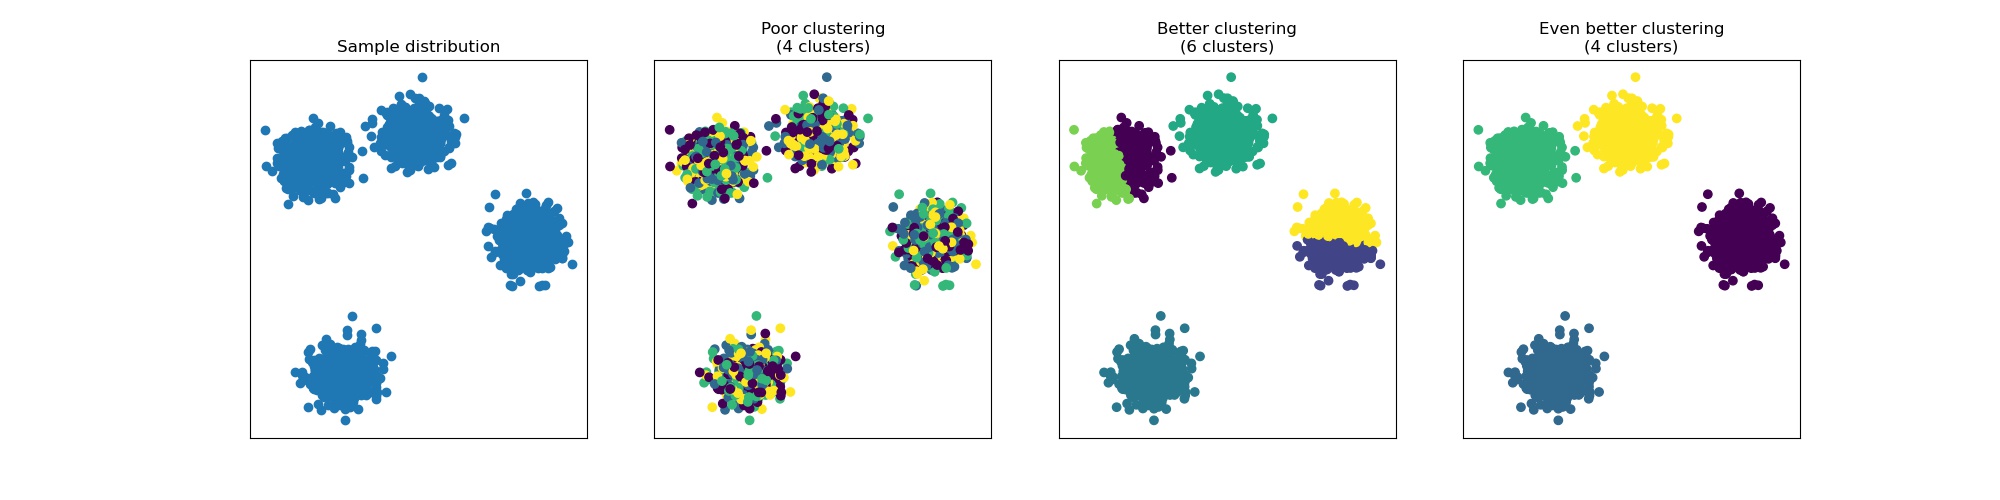 Sample distribution
Poor clustering
(4 clusters)
Better clustering
(6 clusters)
Even better clustering
(4 clusters)